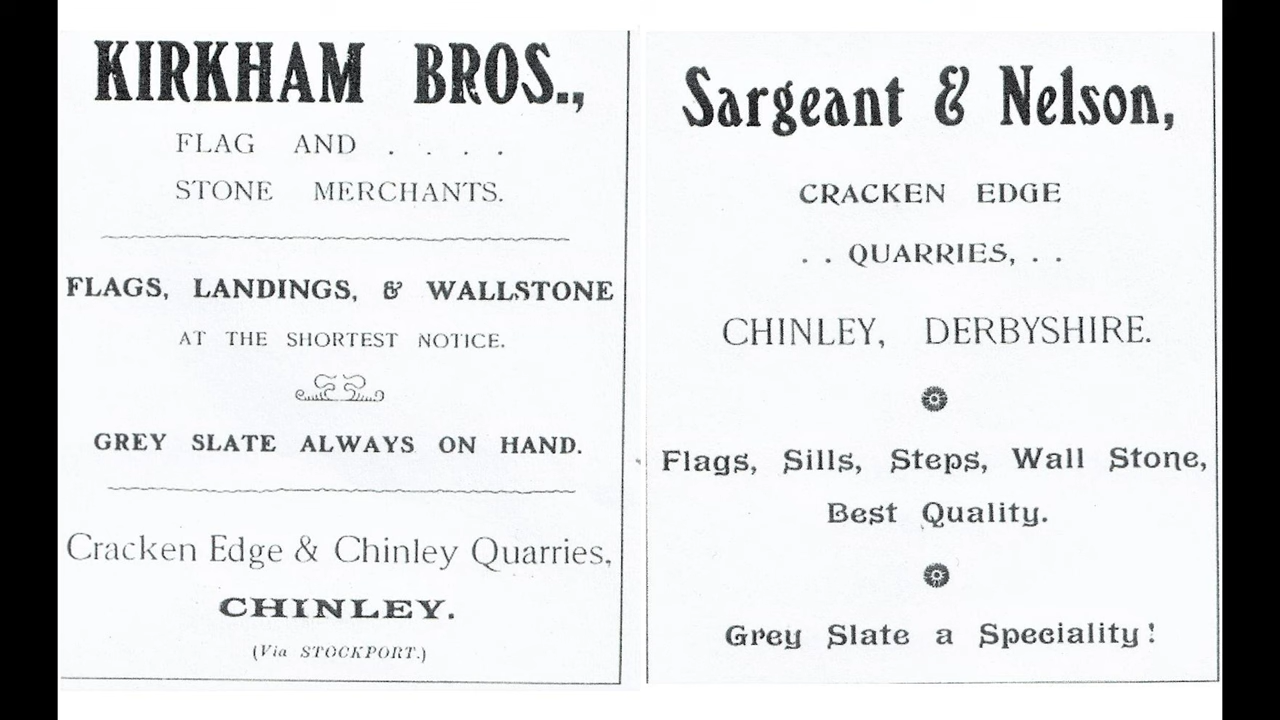 KIRKHAM BROS.,
FLAG AND . . . .
STONE MERCHANTS.
FLAGS, LANDINGS, & WALLSTONE
AT THE SHORTEST NOTICE.
GREY SLATE ALWAYS ON HAND.
Cracken Edge & Chinley Quarries,
CHINLEY.
(Via STOCKPORT.)
Sargeant & Nelson,
CRACKEN EDGE
. . QUARRIES, . .
CHINLEY, DERBYSHIRE.
Flags, Sills, Steps, Wall Stone,
Best Quality.
Grey Slate a Speciality!